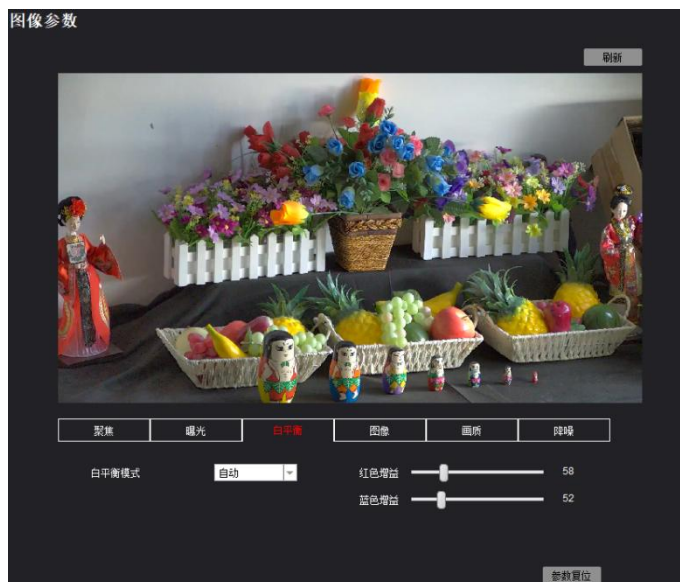 图像参数
刷新
聚焦 曝光 白平衡 图像 画质 降噪
白平衡模式 自动 红色增益 58
蓝色增益 52
参数复位